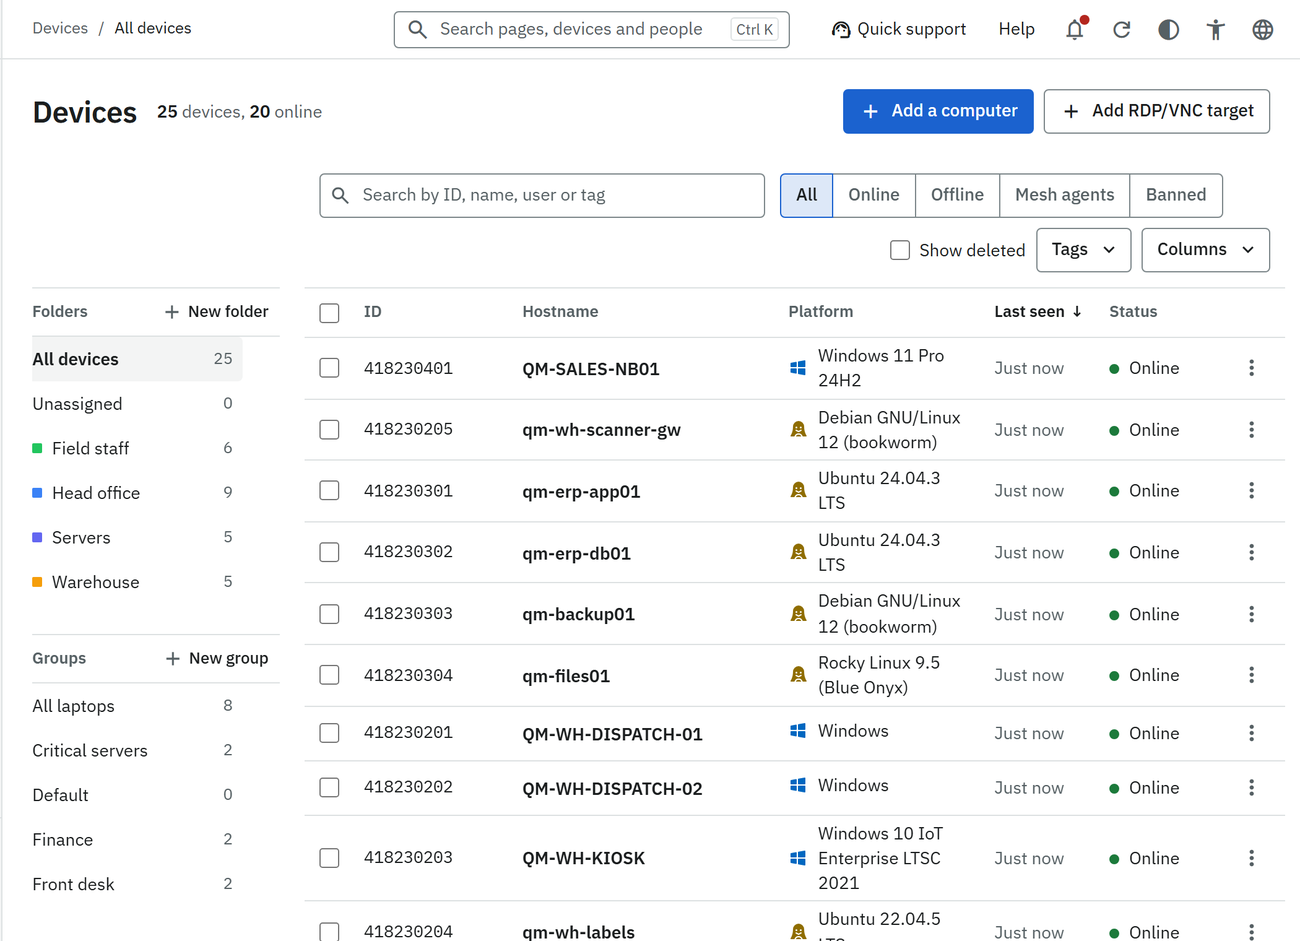 Devices / All devices
Search pages, devices and people Ctrl K
Quick support
Help
Devices 25 devices, 20 online
+ Add a computer
+ Add RDP/VNC target
Search by ID, name, user or tag
All Online Offline Mesh agents Banned
Show deleted Tags Columns
Folders + New folder
All devices 25
Unassigned 0
Field staff 6
Head office 9
Servers 5
Warehouse 5
Groups + New group
All laptops 8
Critical servers 2
Default 0
Finance 2
Front desk 2
ID Hostname Platform Last seen ↓ Status
418230401 QM-SALES-NB01 Windows 11 Pro
24H2 Just now Online
418230205 qm-wh-scanner-gw Debian GNU/Linux
12 (bookworm) Just now Online
418230301 qm-erp-app01 Ubuntu 24.04.3
LTS Just now Online
418230302 qm-erp-db01 Ubuntu 24.04.3
LTS Just now Online
418230303 qm-backup01 Debian GNU/Linux
12 (bookworm) Just now Online
418230304 qm-files01 Rocky Linux 9.5
(Blue Onyx) Just now Online
418230201 QM-WH-DISPATCH-01 Windows Just now Online
418230202 QM-WH-DISPATCH-02 Windows Just now Online
418230203 QM-WH-KIOSK Windows 10 IoT
Enterprise LTSC
2021 Just now Online
418230204 qm-wh-labels Ubuntu 22.04.5
Just now Online